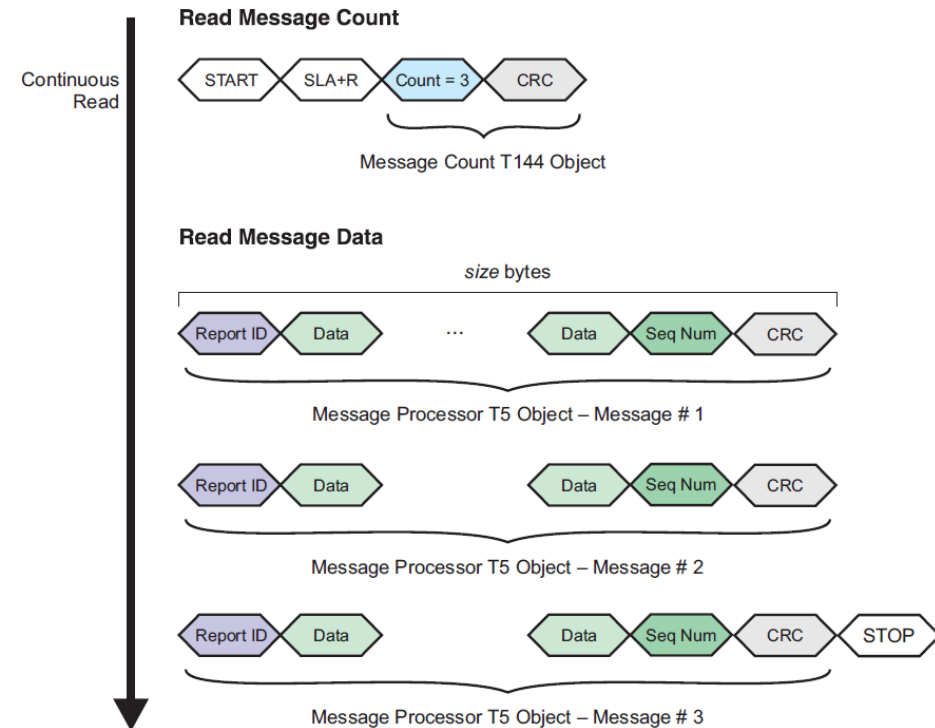 Read Message Count
Continuous
Read
START SLA+R Count = 3 CRC
Message Count T144 Object
Read Message Data
size bytes
Report ID Data ... Data Seq Num CRC
Message Processor T5 Object – Message # 1
Report ID Data Data Seq Num CRC
Message Processor T5 Object – Message # 2
Report ID Data Data Seq Num CRC STOP
Message Processor T5 Object – Message # 3